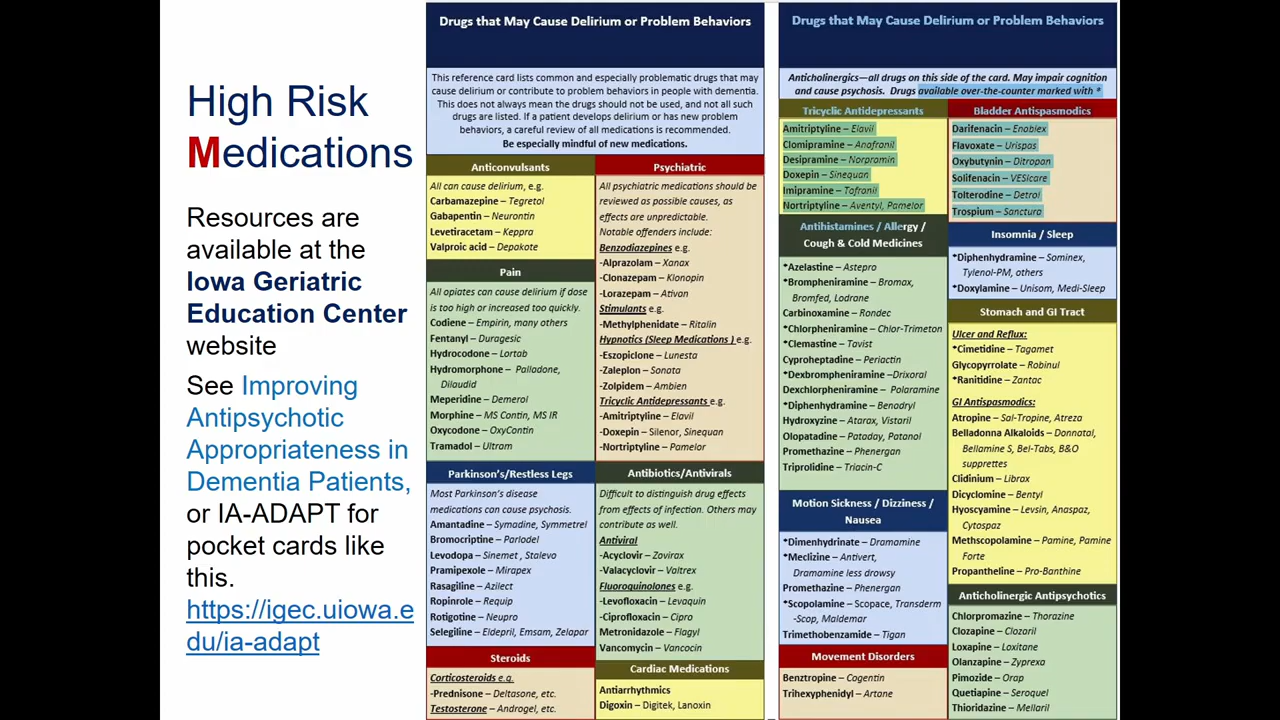 High Risk
Medications
Resources are
available at the
Iowa Geriatric
Education Center
website
See Improving
Antipsychotic
Appropriateness in
Dementia Patients,
or IA-ADAPT for
pocket cards like
this.
https://igec.uiowa.e
du/ia-adapt
Drugs that May Cause Delirium or Problem Behaviors
This reference card lists common and especially problematic drugs that may
cause delirium or contribute to problem behaviors in people with dementia.
This does not always mean the drugs should not be used, and not all such
drugs are listed. If a patient develops delirium or has new problem
behaviors, a careful review of all medications is recommended.
Be especially mindful of new medications.
Anticonvulsants
All can cause delirium, e.g.
Carbamazepine – Tegretol
Gabapentin – Neurontin
Levetiracetam – Keppra
Valproic acid – Depakote
Pain
All opiates can cause delirium if dose
is too high or increased too quickly.
Codiene – Empirin, many others
Fentanyl – Duragesic
Hydrocodone – Lortab
Hydromorphone – Palladone,
Dilaudid
Meperidine – Demerol
Morphine – MS Contin, MS IR
Oxycodone – OxyContin
Tramadol – Ultram
Parkinson's/Restless Legs
Most Parkinson's disease
medications can cause psychosis.
Amantadine – Symadine, Symmetrel
Bromocriptine – Parlodel
Levodopa – Sinemet , Stalevo
Pramipexole – Mirapex
Rasagiline – Azilect
Ropinrole – Requip
Rotigotine – Neupro
Selegiline – Eldepril, Emsam, Zelapar
Steroids
Corticosteroids e.g.
-Prednisone – Deltasone, etc.
Testosterone – Androgel, etc.
Psychiatric
All psychiatric medications should be
reviewed as possible causes, as
effects are unpredictable.
Notable offenders include:
Benzodiazepines e.g.
-Alprazolam – Xanax
-Clonazepam – Klonopin
-Lorazepam – Ativan
Stimulants e.g.
-Methylphenidate – Ritalin
Hypnotics (Sleep Medications ) e.g.
-Eszopiclone – Lunesta
-Zaleplon – Sonata
-Zolpidem – Ambien
Tricyclic Antidepressants e.g.
-Amitriptyline – Elavil
-Doxepin – Silenor, Sinequan
-Nortriptyline – Pamelor
Antibiotics/Antivirals
Difficult to distinguish drug effects
from effects of infection. Others may
contribute as well.
Antiviral
-Acyclovir – Zovirax
-Valacyclovir – Valtrex
Fluoroquinolones e.g.
-Levofloxacin – Levaquin
-Ciprofloxacin – Cipro
Metronidazole – Flagyl
Vancomycin – Vancocin
Cardiac Medications
Antiarrhythmics
Digoxin – Digitek, Lanoxin
Drugs that May Cause Delirium or Problem Behaviors
Anticholinergics—all drugs on this side of the card. May impair cognition
and cause psychosis. Drugs available over-the-counter marked with *
Tricyclic Antidepressants
Amitriptyline – Elavil
Clomipramine – Anafranil
Desipramine – Norpramin
Doxepin – Sinequan
Imipramine – Tofranil
Nortriptyline – Aventyl, Pamelor
Antihistamines / Allergy /
Cough & Cold Medicines
*Azelastine – Astepro
*Brompheniramine – Bromax,
Bromfed, Lodrane
Carbinoxamine – Rondec
*Chlorpheniramine – Chlor-Trimeton
*Clemastine – Tavist
Cyproheptadine – Periactin
*Dexbrompheniramine –Drixoral
Dexchlorpheniramine – Polaramine
*Diphenhydramine – Benadryl
Hydroxyzine – Atarax, Vistaril
Olopatadine – Pataday, Patanol
Promethazine – Phenergan
Triprolidine – Triacin-C
Motion Sickness / Dizziness /
Nausea
*Dimenhydrinate – Dramamine
*Meclizine – Antivert,
Dramamine less drowsy
Promethazine – Phenergan
*Scopolamine – Scopace, Transderm
-Scop, Maldemar
Trimethobenzamide – Tigan
Movement Disorders
Benztropine – Cogentin
Trihexyphenidyl – Artane
Bladder Antispasmodics
Darifenacin – Enablex
Flavoxate – Urispas
Oxybutynin – Ditropan
Solifenacin – VESIcare
Tolterodine – Detrol
Trospium – Sanctura
Insomnia / Sleep
*Diphenhydramine – Sominex,
Tylenol-PM, others
*Doxylamine – Unisom, Medi-Sleep
Stomach and GI Tract
Ulcer and Reflux:
*Cimetidine – Tagamet
Glycopyrrolate – Robinul
*Ranitidine – Zantac
GI Antispasmodics:
Atropine – Sal-Tropine, Atreza
Belladonna Alkaloids – Donnatal,
Bellamine S, Bel-Tabs, B&O
supprettes
Clidinium – Librax
Dicyclomine – Bentyl
Hyoscyamine – Levsin, Anaspaz,
Cytospaz
Methscopolamine – Pamine, Pamine
Forte
Propantheline – Pro-Banthine
Anticholinergic Antipsychotics
Chlorpromazine – Thorazine
Clozapine – Clozaril
Loxapine – Loxitane
Olanzapine – Zyprexa
Pimozide – Orap
Quetiapine – Seroquel
Thioridazine – Mellaril